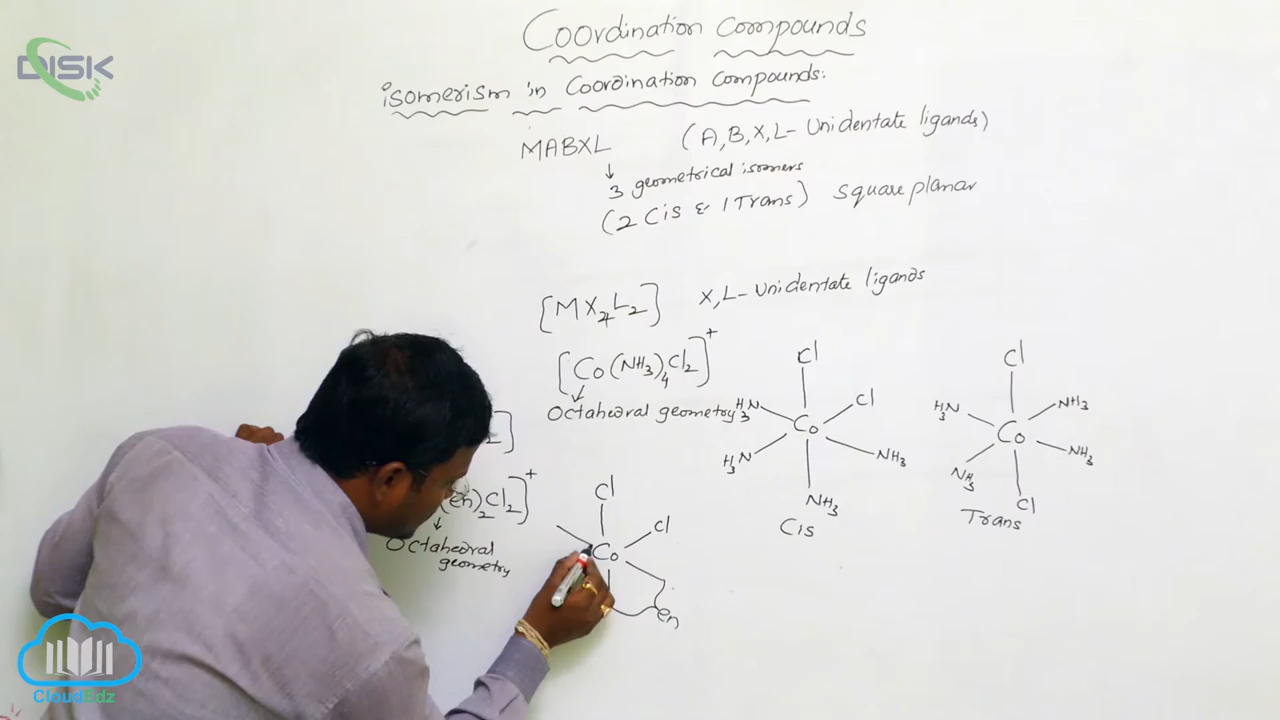 DISK
Coordination Compounds
isomerism in Coordination Compounds:
MABXL (A, B, X, L - Unidentate ligands)
↓
3 geometrical isomers
(2 Cis & 1 Trans) Square planar
[MX₄L₂] X, L - Unidentate ligands
[Co(NH₃)₄Cl₂]⁺
Octahedral geometry
Cl
Cl
H₃N
Co
H₃N
NH₃
NH₃
Cis
Cl
H₃N
NH₃
Co
NH₃
NH₃
Cl
Trans
]
(en)₂Cl₂]⁺
Octahedral
geometry
Cl
Cl
Co
en
CloudEdz